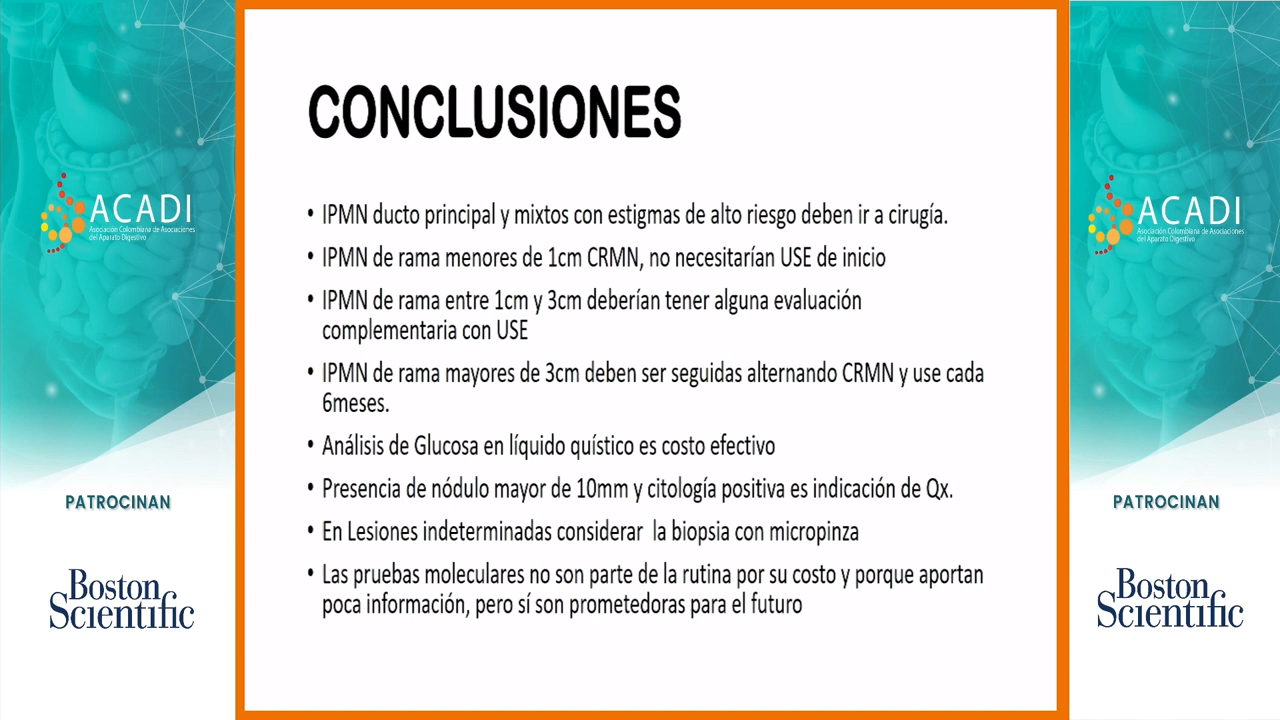 CONCLUSIONES
• IPMN ducto principal y mixtos con estigmas de alto riesgo deben ir a cirugía.
• IPMN de rama menores de 1cm CRMN, no necesitarían USE de inicio
• IPMN de rama entre 1cm y 3cm deberían tener alguna evaluación
complementaria con USE
• IPMN de rama mayores de 3cm deben ser seguidas alternando CRMN y use cada
6meses.
• Análisis de Glucosa en líquido quístico es costo efectivo
• Presencia de nódulo mayor de 10mm y citología positiva es indicación de Qx.
• En Lesiones indeterminadas considerar la biopsia con micropinza
• Las pruebas moleculares no son parte de la rutina por su costo y porque aportan
poca información, pero sí son prometedoras para el futuro
ACADI
Asociación Colombiana de Asociaciones
del Aparato Digestivo
PATROCINAN
Boston
Scientific
ACADI
Asociación Colombiana de Asociaciones
del Aparato Digestivo
PATROCINAN
Boston
Scientific